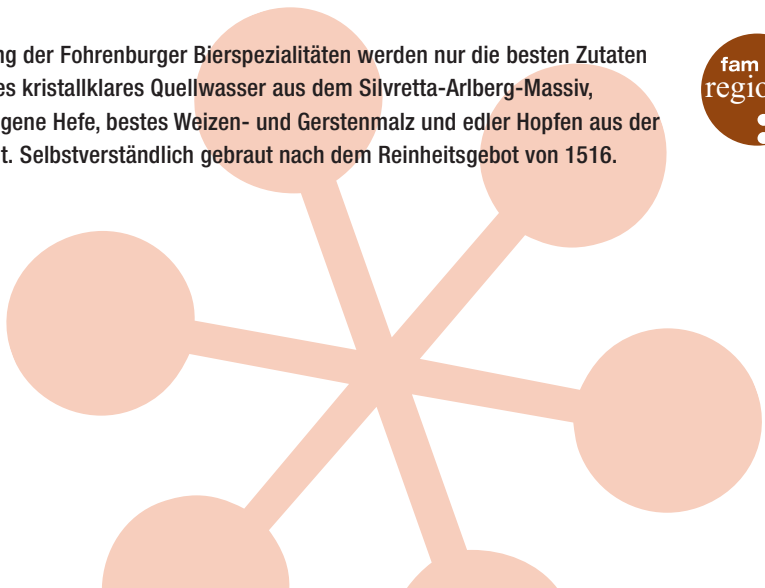 ng der Fohrenburger Bierspezialitäten werden nur die besten Zutaten
es kristallklares Quellwasser aus dem Silvretta-Arlberg-Massiv,
gene Hefe, bestes Weizen- und Gerstenmalz und edler Hopfen aus der
t. Selbstverständlich gebraut nach dem Reinheitsgebot von 1516.
fam
regio